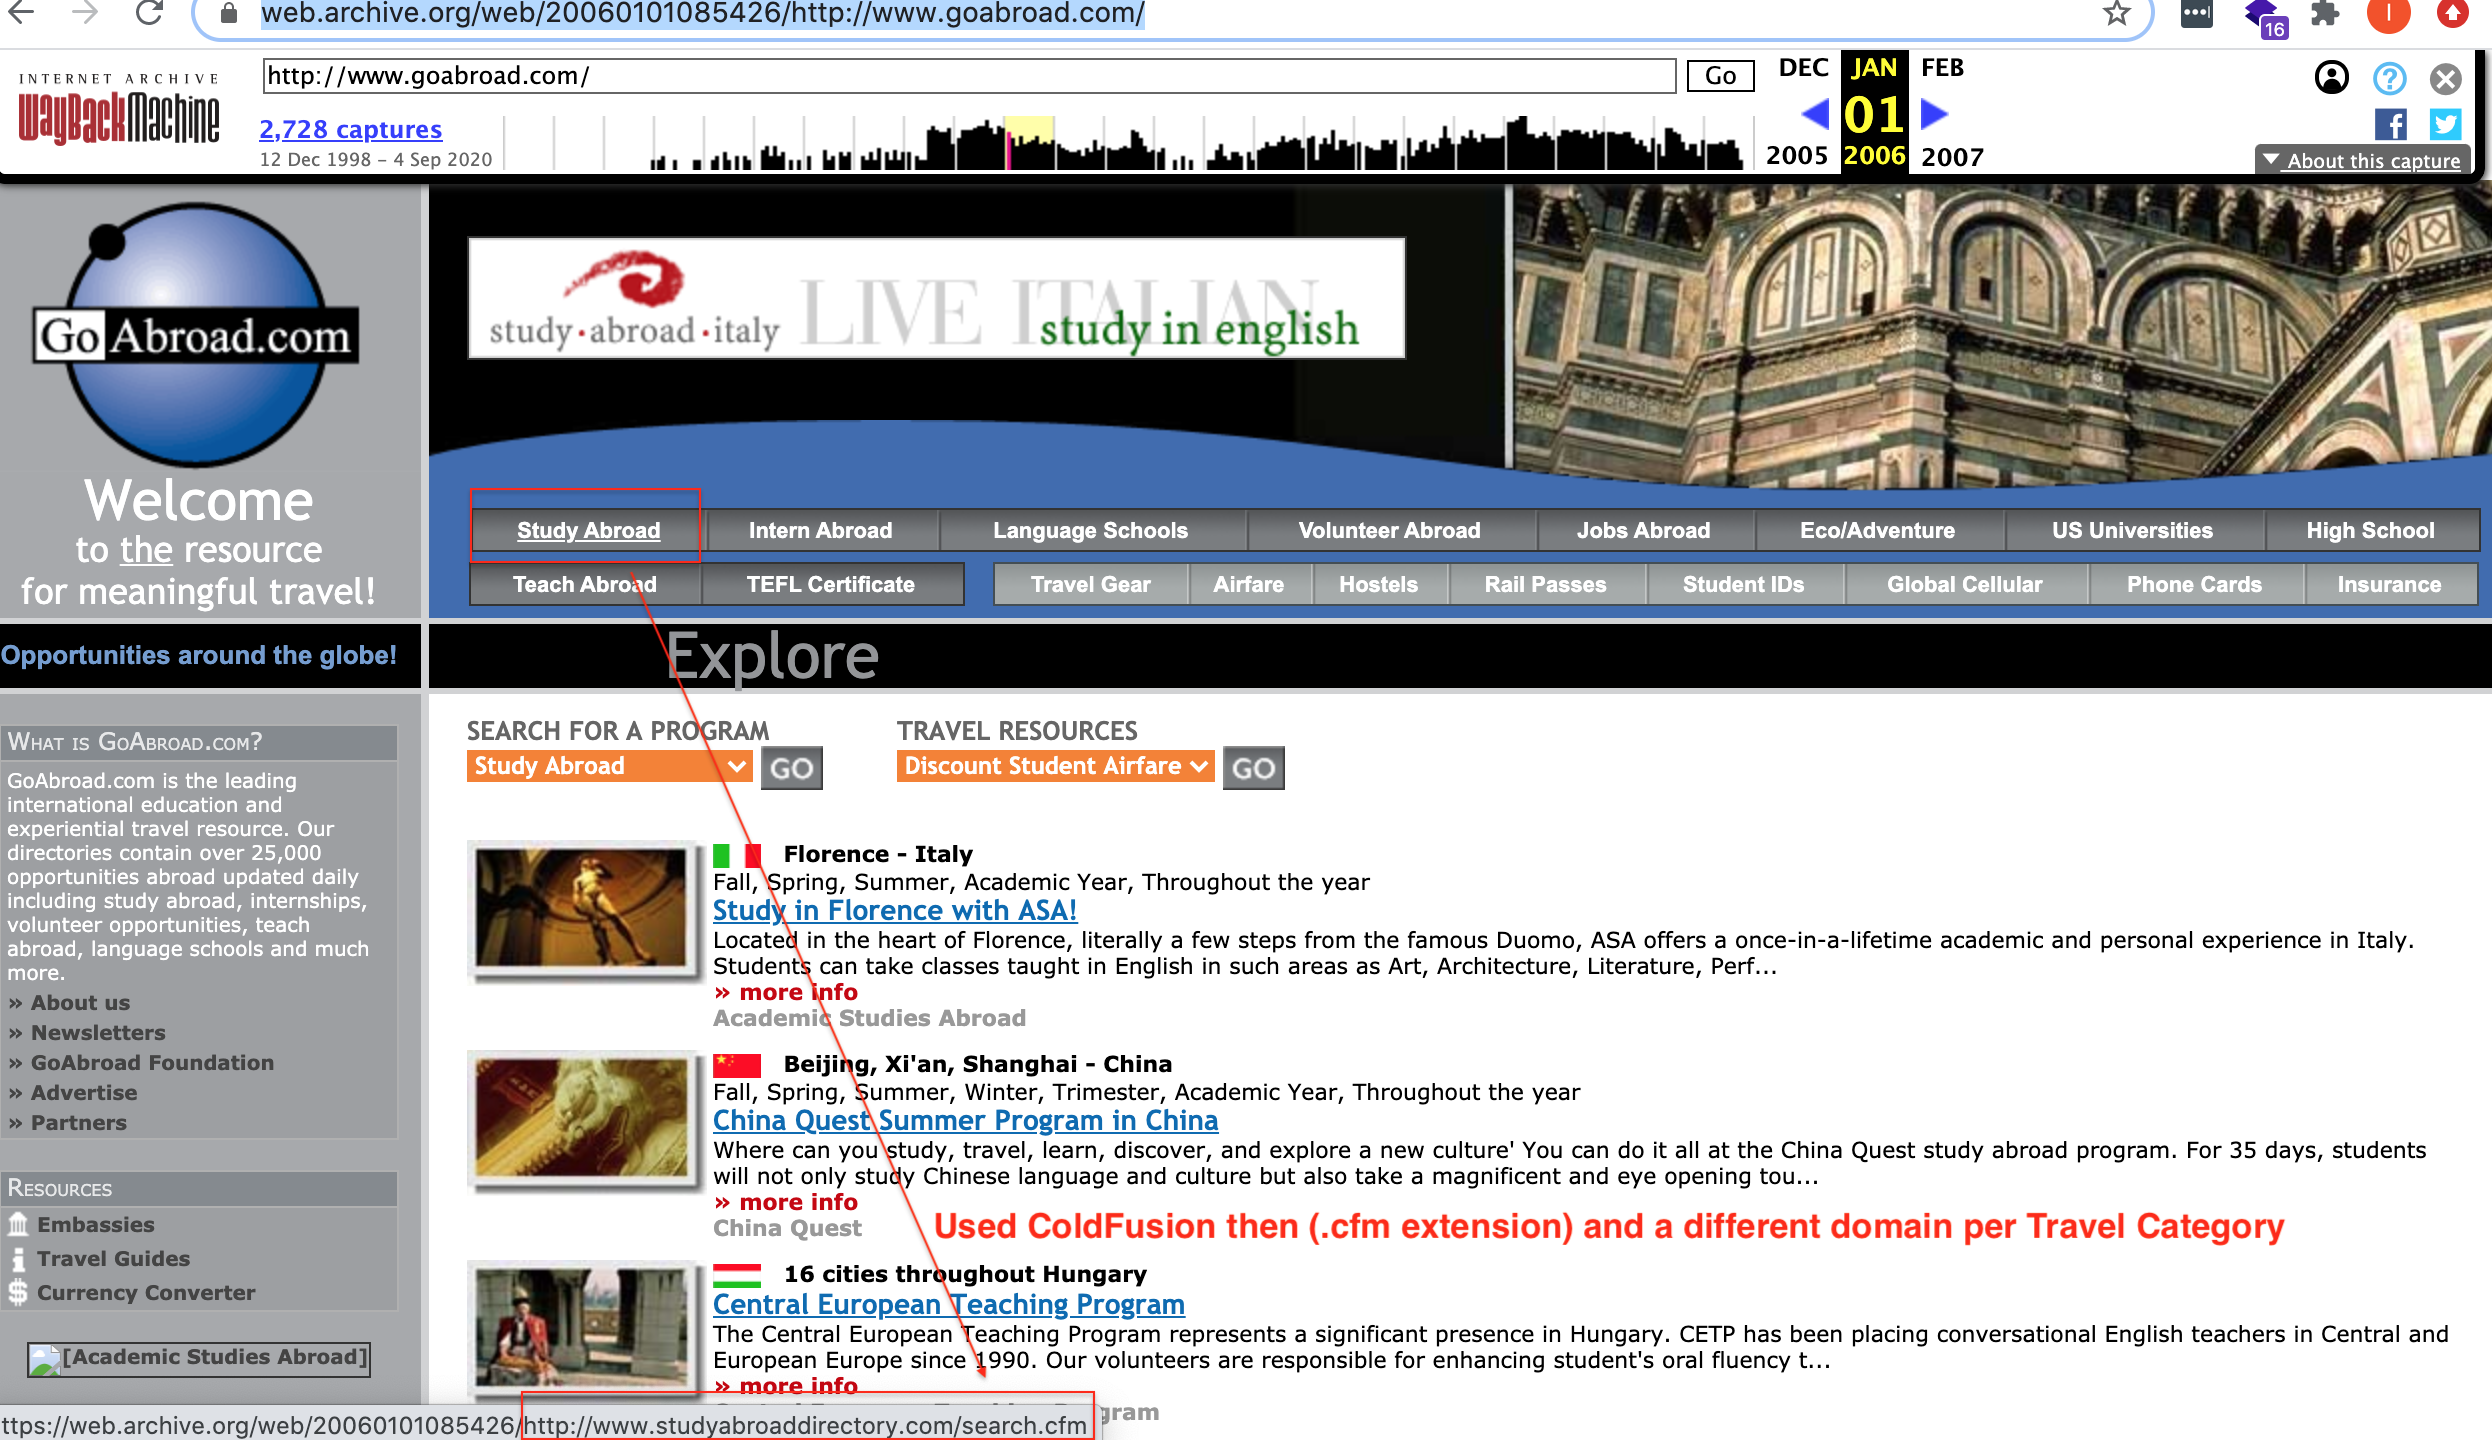 web.archive.org/web/20060101085426/http://www.goabroad.com/
16
I
INTERNET ARCHIVE
WayBackMachine
http://www.goabroad.com/
Go
DEC
JAN
FEB
01
2,728 captures
12 Dec 1998 – 4 Sep 2020
2005
2006
2007
About this capture
GoAbroad.com
Welcome
to the resource
for meaningful travel!
study·abroad·italy
LIVE ITALIAN
study in english
Study Abroad
Intern Abroad
Language Schools
Volunteer Abroad
Jobs Abroad
Eco/Adventure
US Universities
High School
Teach Abroad
TEFL Certificate
Travel Gear
Airfare
Hostels
Rail Passes
Student IDs
Global Cellular
Phone Cards
Insurance
Opportunities around the globe!
Explore
WHAT IS GOABROAD.COM?
GoAbroad.com is the leading
international education and
experiential travel resource. Our
directories contain over 25,000
opportunities abroad updated daily
including study abroad, internships,
volunteer opportunities, teach
abroad, language schools and much
more.
» About us
» Newsletters
» GoAbroad Foundation
» Advertise
» Partners
RESOURCES
Embassies
Travel Guides
Currency Converter
[Academic Studies Abroad]
SEARCH FOR A PROGRAM
Study Abroad
GO
TRAVEL RESOURCES
Discount Student Airfare
GO
Florence - Italy
Fall, Spring, Summer, Academic Year, Throughout the year
Study in Florence with ASA!
Located in the heart of Florence, literally a few steps from the famous Duomo, ASA offers a once-in-a-lifetime academic and personal experience in Italy.
Students can take classes taught in English in such areas as Art, Architecture, Literature, Perf...
» more info
Academic Studies Abroad
Beijing, Xi'an, Shanghai - China
Fall, Spring, Summer, Winter, Trimester, Academic Year, Throughout the year
China Quest Summer Program in China
Where can you study, travel, learn, discover, and explore a new culture' You can do it all at the China Quest study abroad program. For 35 days, students
will not only study Chinese language and culture but also take a magnificent and eye opening tou...
» more info
China Quest
Used ColdFusion then (.cfm extension) and a different domain per Travel Category
16 cities throughout Hungary
Central European Teaching Program
The Central European Teaching Program represents a significant presence in Hungary. CETP has been placing conversational English teachers in Central and
European Europe since 1990. Our volunteers are responsible for enhancing student's oral fluency t...
» more info
gram
ttps://web.archive.org/web/20060101085426/http://www.studyabroaddirectory.com/search.cfm